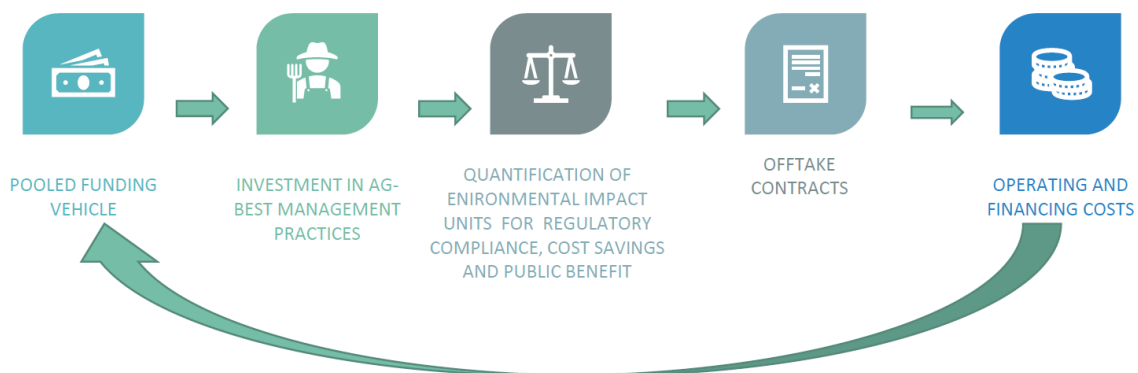 POOLED FUNDING
VEHICLE
INVESTMENT IN AG-
BEST MANAGEMENT
PRACTICES
QUANTIFICATION OF
ENIRONMENTAL IMPACT
UNITS FOR REGULATORY
COMPLIANCE, COST SAVINGS
AND PUBLIC BENEFIT
OFFTAKE
CONTRACTS
OPERATING AND
FINANCING COSTS